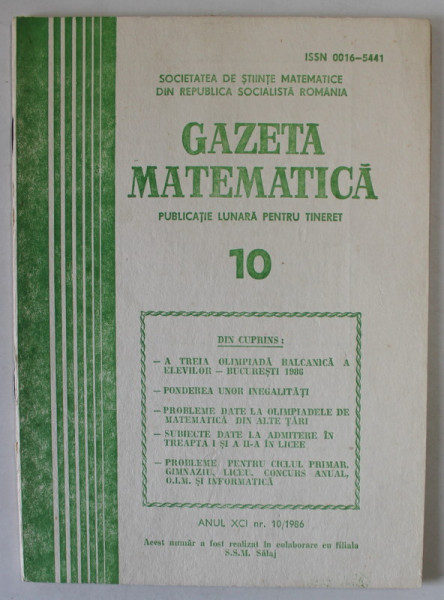 ISSN 0016-5441
SOCIETATEA DE ŞTIINŢE MATEMATICE
DIN REPUBLICA SOCIALISTĂ ROMÂNIA
GAZETA
MATEMATICĂ
PUBLICAŢIE LUNARĂ PENTRU TINERET
10
DIN CUPRINS :
— A TREIA OLIMPIADĂ BALCANICĂ A
ELEVILOR — BUCUREŞTI 1986
— PONDEREA UNOR INEGALITĂŢI
— PROBLEME DATE LA OLIMPIADELE DE
MATEMATICĂ DIN ALTE ŢĂRI
— SUBIECTE DATE LA ADMITERE ÎN
TREAPTA I ŞI A II-A ÎN LICEE
— PROBLEME PENTRU CICLUL PRIMAR,
GIMNAZIU, LICEU, CONCURS ANUAL,
O.I.M. ŞI INFORMATICĂ
ANUL XCI nr. 10/1986
Acest număr a fost realizat în colaborare cu filiala
S.S.M. Sălaj